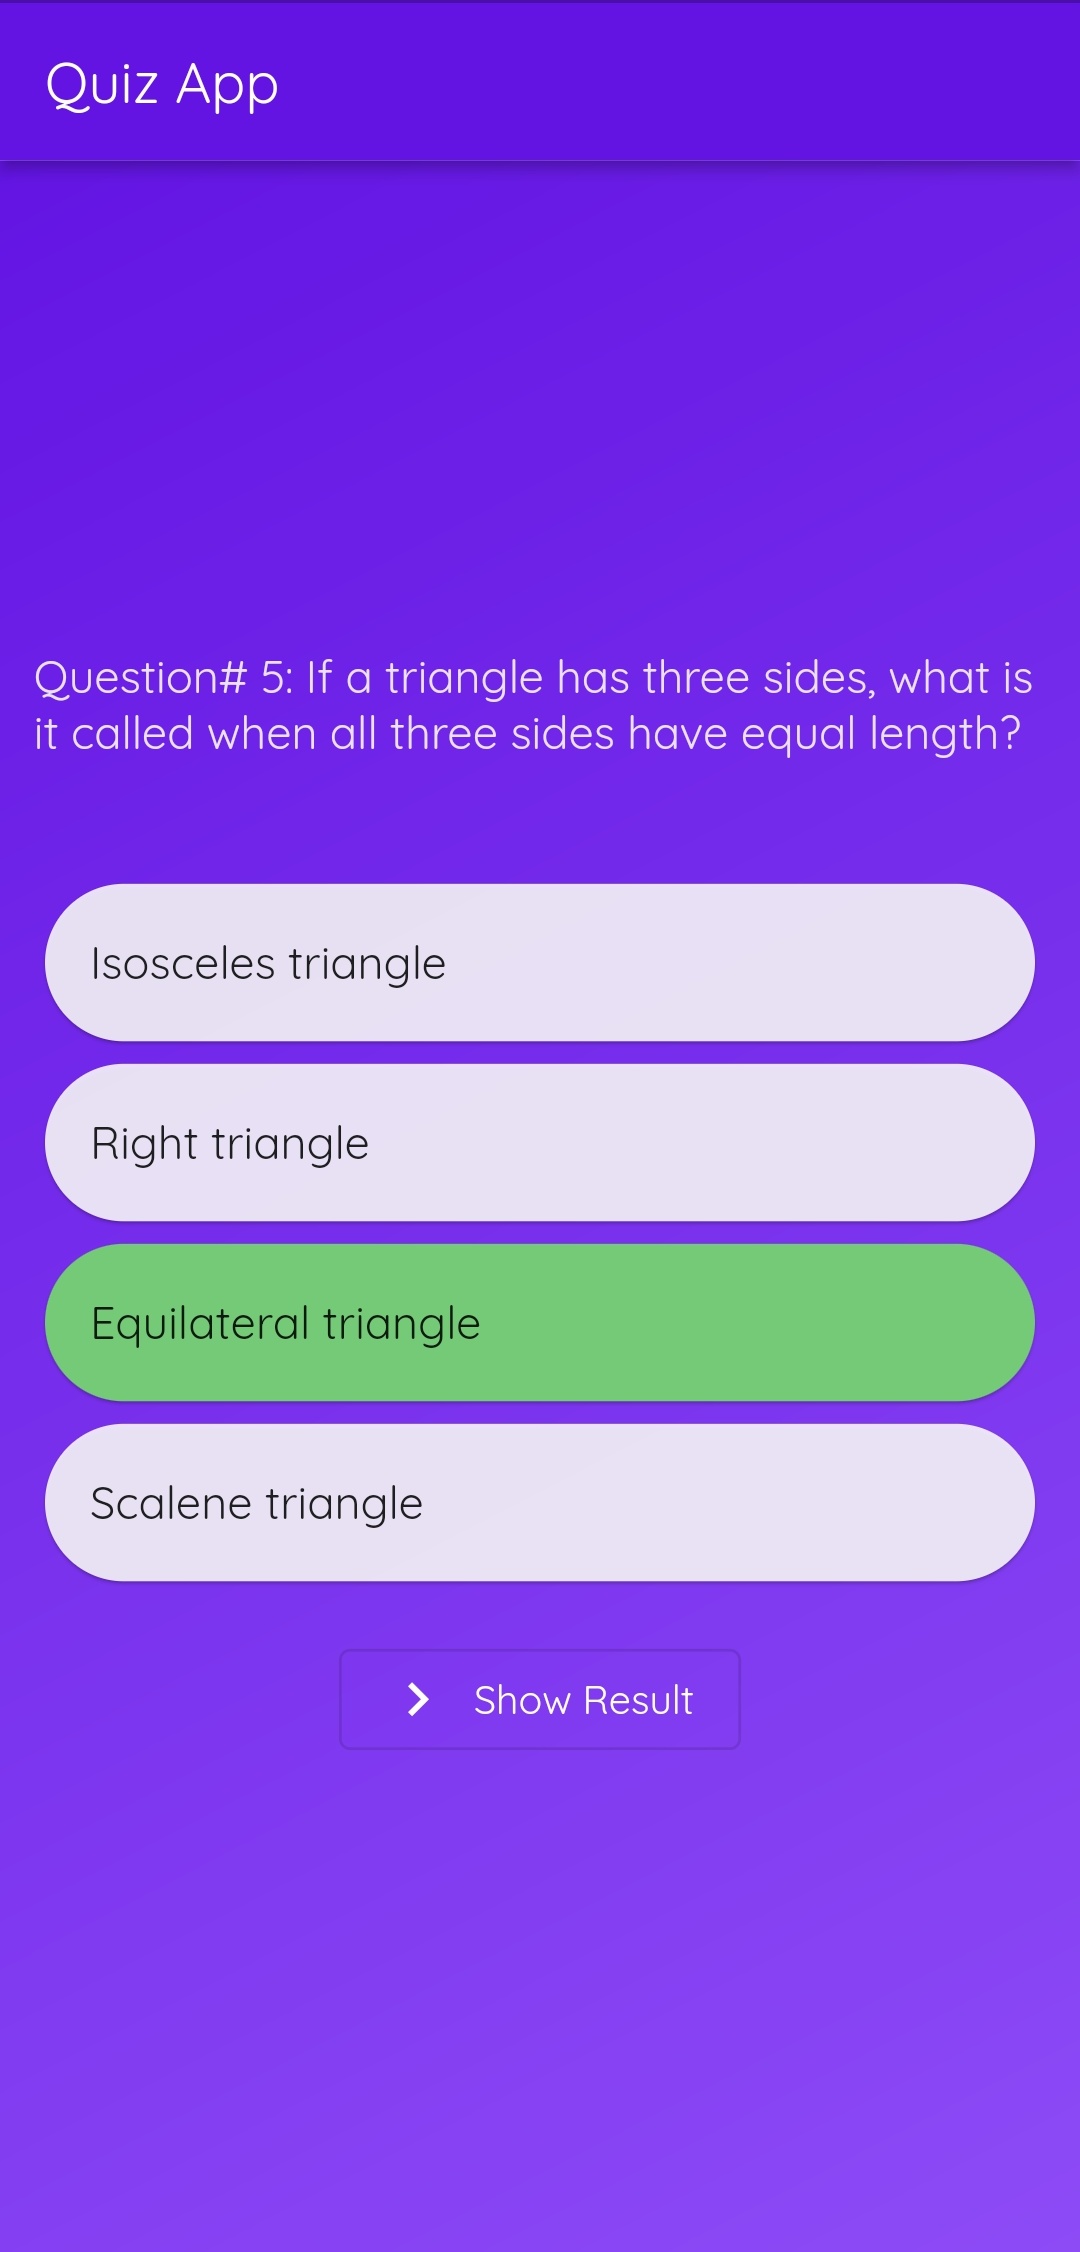 Quiz App
Question# 5: If a triangle has three sides, what is
it called when all three sides have equal length?
Isosceles triangle
Right triangle
Equilateral triangle
Scalene triangle
Show Result